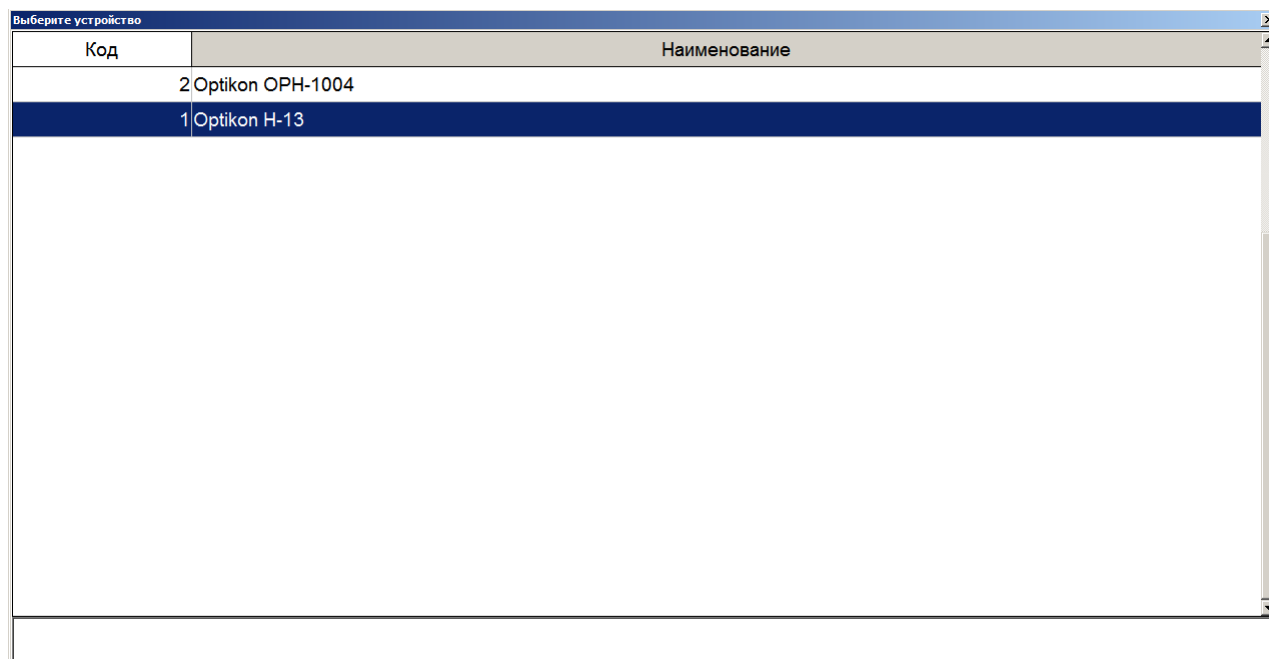 Выберите устройство
Код Наименование
2 Optikon OPH-1004
1 Optikon H-13